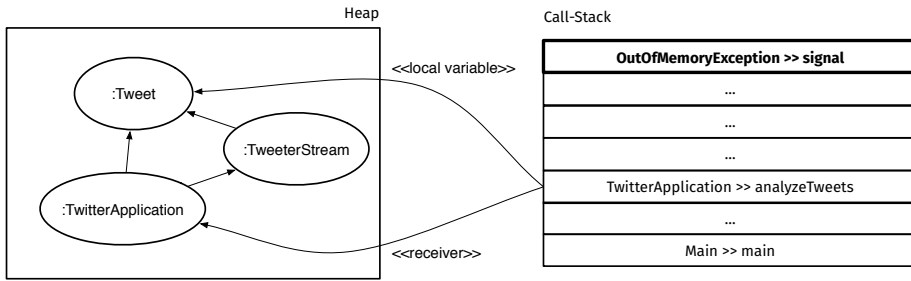 Heap
Call-Stack
:Tweet
:TweeterStream
:TwitterApplication
<<local variable>>
<<receiver>>
OutOfMemoryException >> signal
...
...
...
TwitterApplication >> analyzeTweets
...
Main >> main